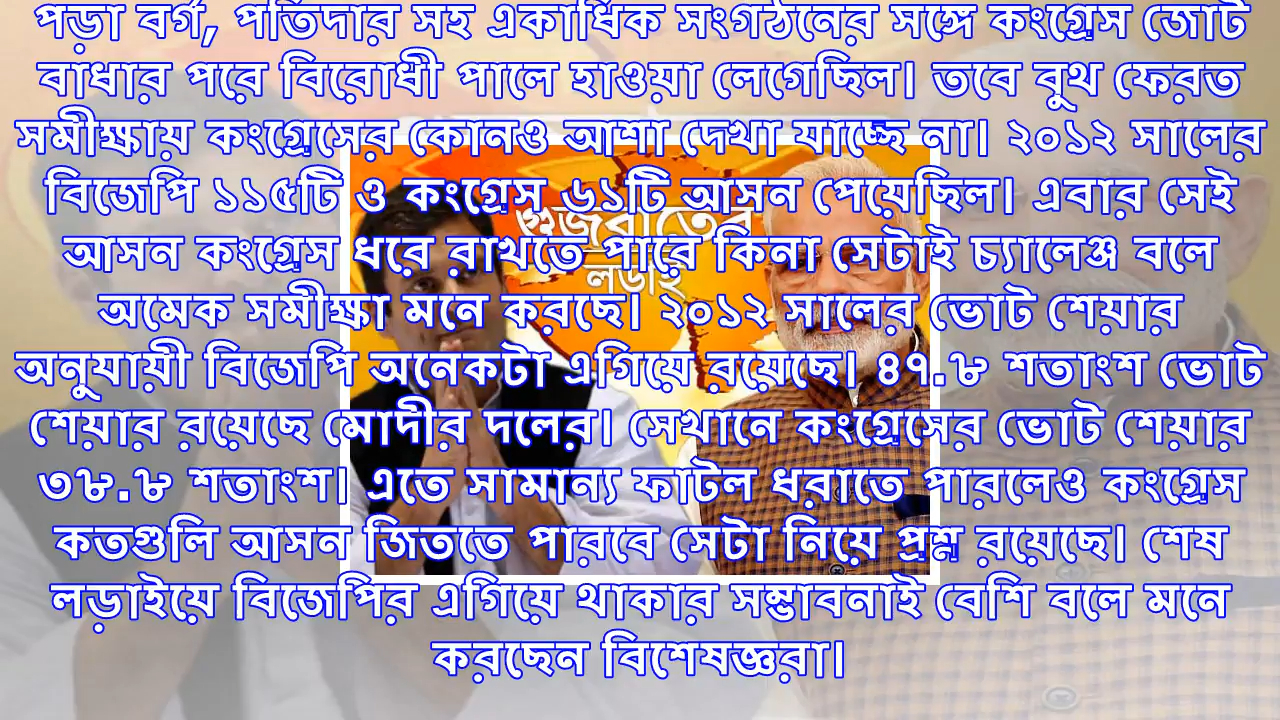 পড়া বর্গ, পতিদার সহ একাধিক সংগঠনের সঙ্গে কংগ্রেস জোট
বাধার পরে বিরোধী পালে হাওয়া লেগেছিল। তবে বুথ ফেরত
সমীক্ষায় কংগ্রেসের কোনও আশা দেখা যাচ্ছে না। ২০১২ সালের
বিজেপি ১১৫টি ও কংগ্রেস ৬১টি আসন পেয়েছিল। এবার সেই
আসন কংগ্রেস ধরে রাখতে পারে কিনা সেটাই চ্যালেঞ্জ বলে
অমেক সমীক্ষা মনে করছে। ২০১২ সালের ভোট শেয়ার
অনুযায়ী বিজেপি অনেকটা এগিয়ে রয়েছে। ৪৭.৮ শতাংশ ভোট
শেয়ার রয়েছে মোদীর দলের। সেখানে কংগ্রেসের ভোট শেয়ার
৩৮.৮ শতাংশ। এতে সামান্য ফাটল ধরাতে পারলেও কংগ্রেস
কতগুলি আসন জিততে পারবে সেটা নিয়ে প্রশ্ন রয়েছে। শেষ
লড়াইয়ে বিজেপির এগিয়ে থাকার সম্ভাবনাই বেশি বলে মনে
করছেন বিশেষজ্ঞরা।
গুজরাতের
লড়াই